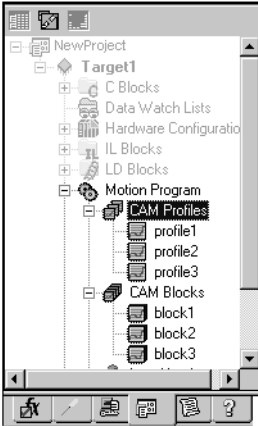 NewProject
Target1
C Blocks
Data Watch Lists
Hardware Configuratio
IL Blocks
LD Blocks
Motion Program
CAM Profiles
profile1
profile2
profile3
CAM Blocks
block1
block2
block3